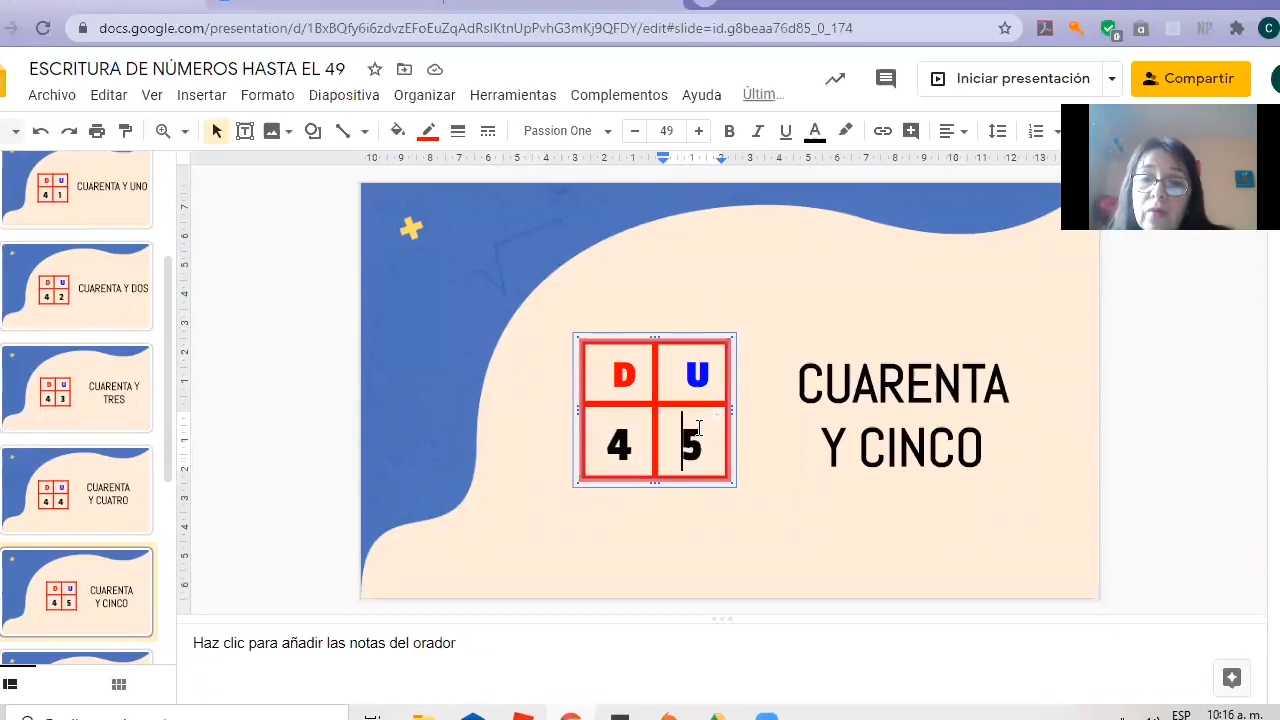 docs.google.com/presentation/d/1BxBQfy6i6zdvzEEoEuZqAdRsiKtnUpPvhC3mKj9QFDY/edit#slide=id.g8beaa76d85_0_174
ESCRITURA DE NÚMEROS HASTA EL 49
Archivo Editar Ver Insertar Formato Diapositiva Organizar Herramientas Complementos Ayuda Últim...
Iniciar presentación
Compartir
Passion One
49
D U
4 1
CUARENTA Y UNO
D U
4 2
CUARENTA Y DOS
D U
4 3
CUARENTA Y
TRES
D U
4 4
CUARENTA
Y CUATRO
D U
4 5
CUARENTA
Y CINCO
D U
4 5
CUARENTA
Y CINCO
Haz clic para añadir las notas del orador
ESP
10:16 a. m.